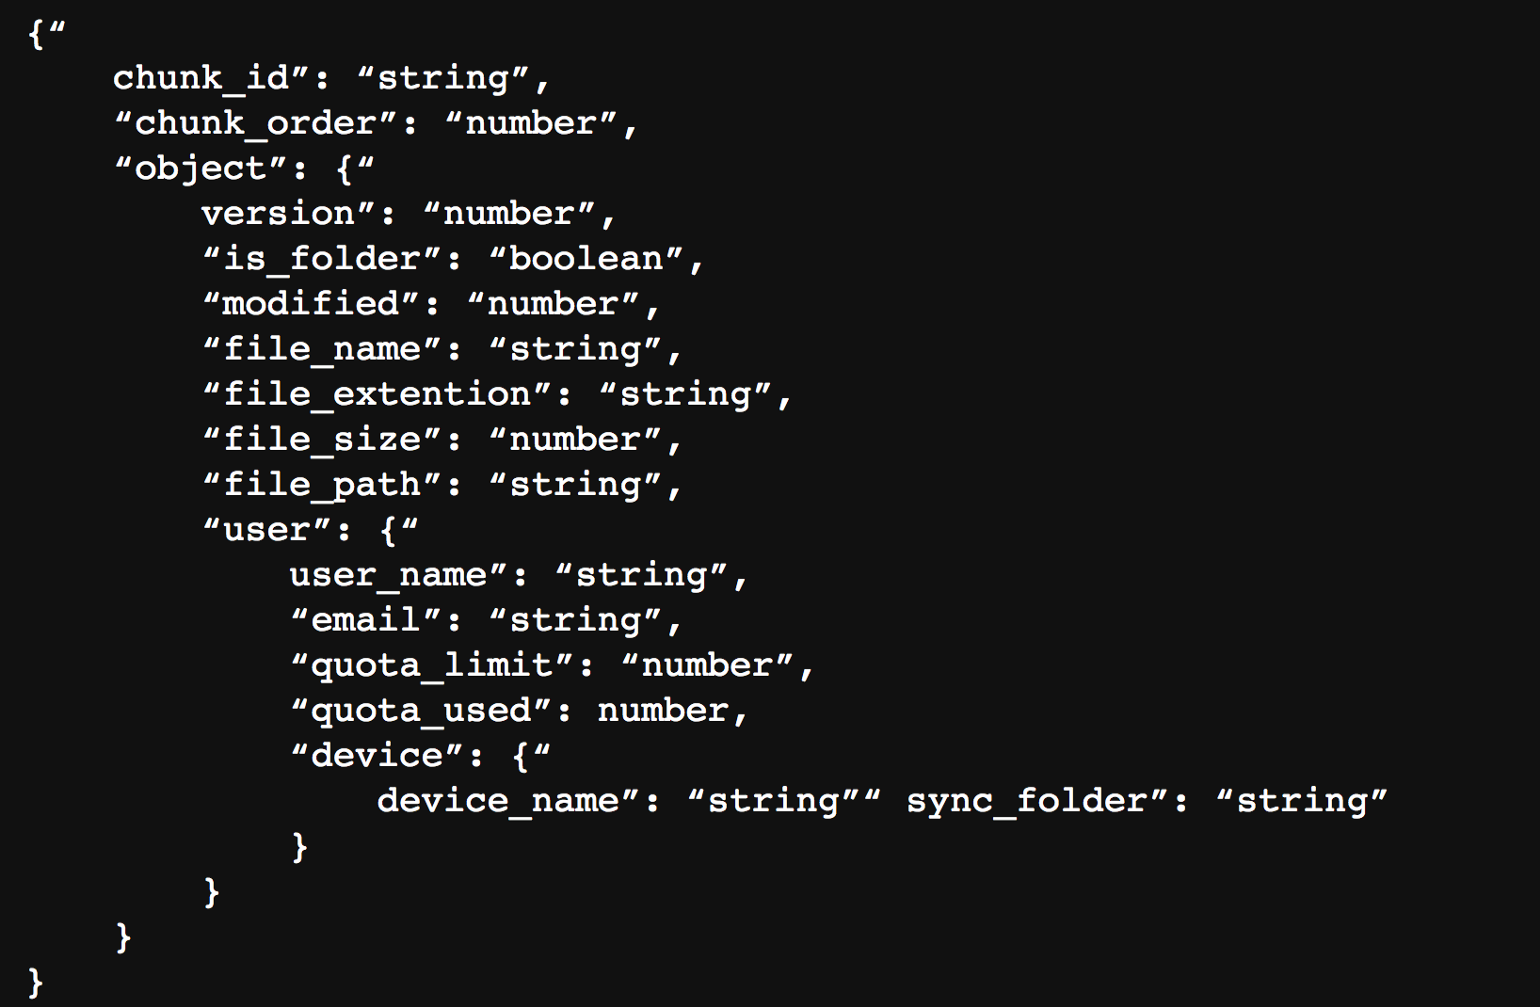 {“
chunk_id”: “string”,
“chunk_order”: “number”,
“object”: {“
version”: “number”,
“is_folder”: “boolean”,
“modified”: “number”,
“file_name”: “string”,
“file_extention”: “string”,
“file_size”: “number”,
“file_path”: “string”,
“user”: {“
user_name”: “string”,
“email”: “string”,
“quota_limit”: “number”,
“quota_used”: number,
“device”: {“
device_name”: “string”“ sync_folder”: “string”
}
}
}
}